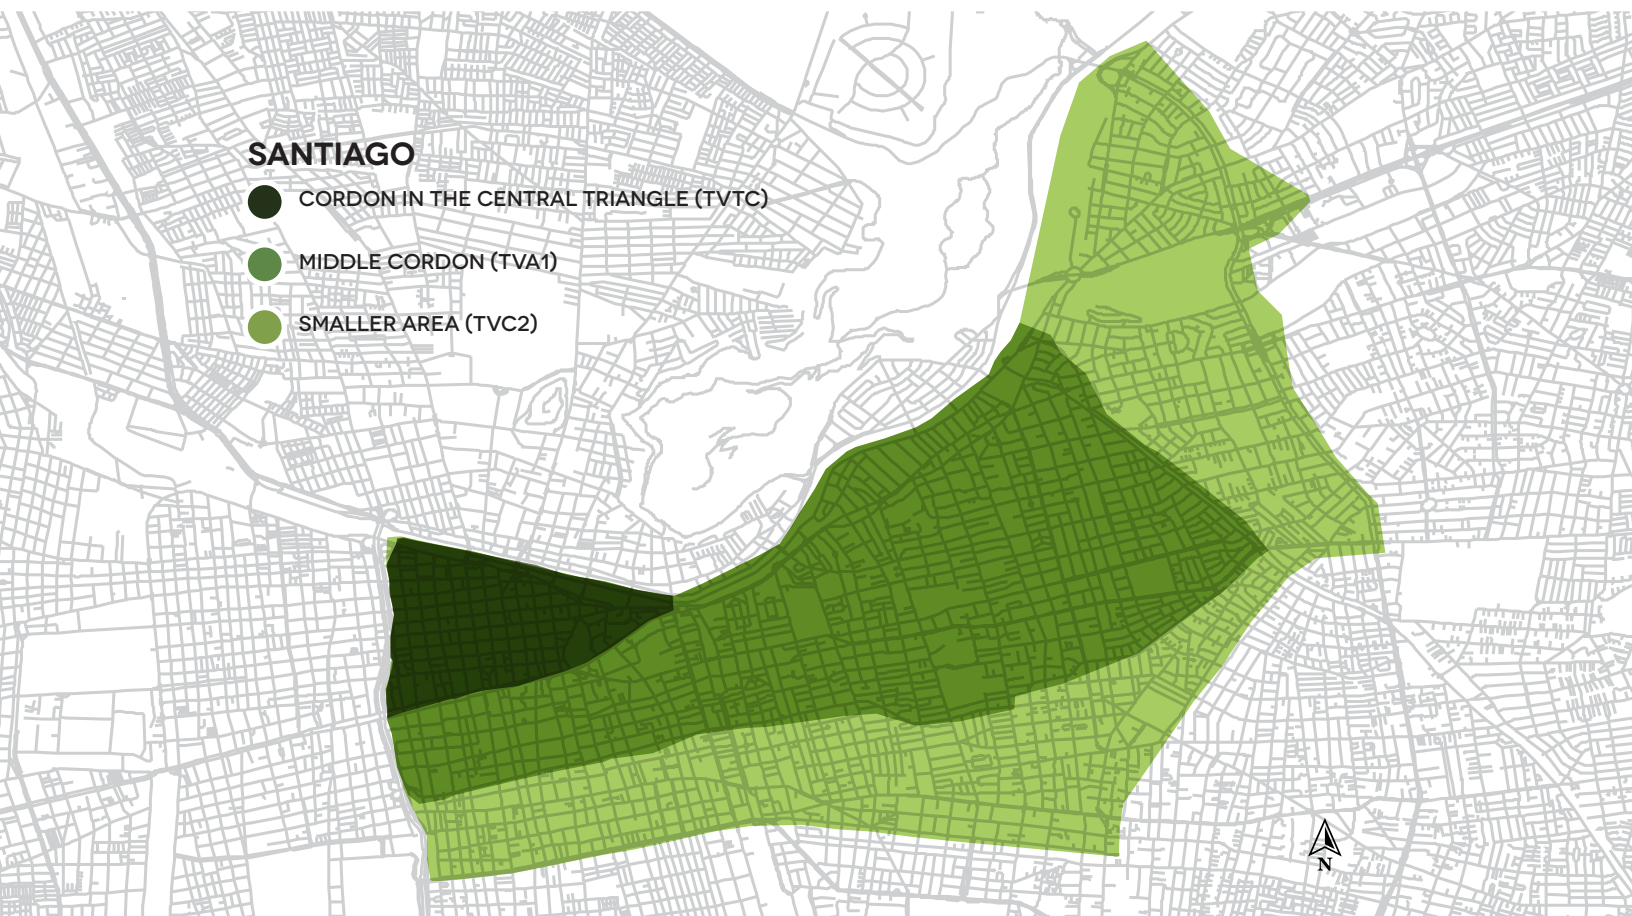 SANTIAGO
CORDON IN THE CENTRAL TRIANGLE (TVTC)
MIDDLE CORDON (TVA1)
SMALLER AREA (TVC2)
N